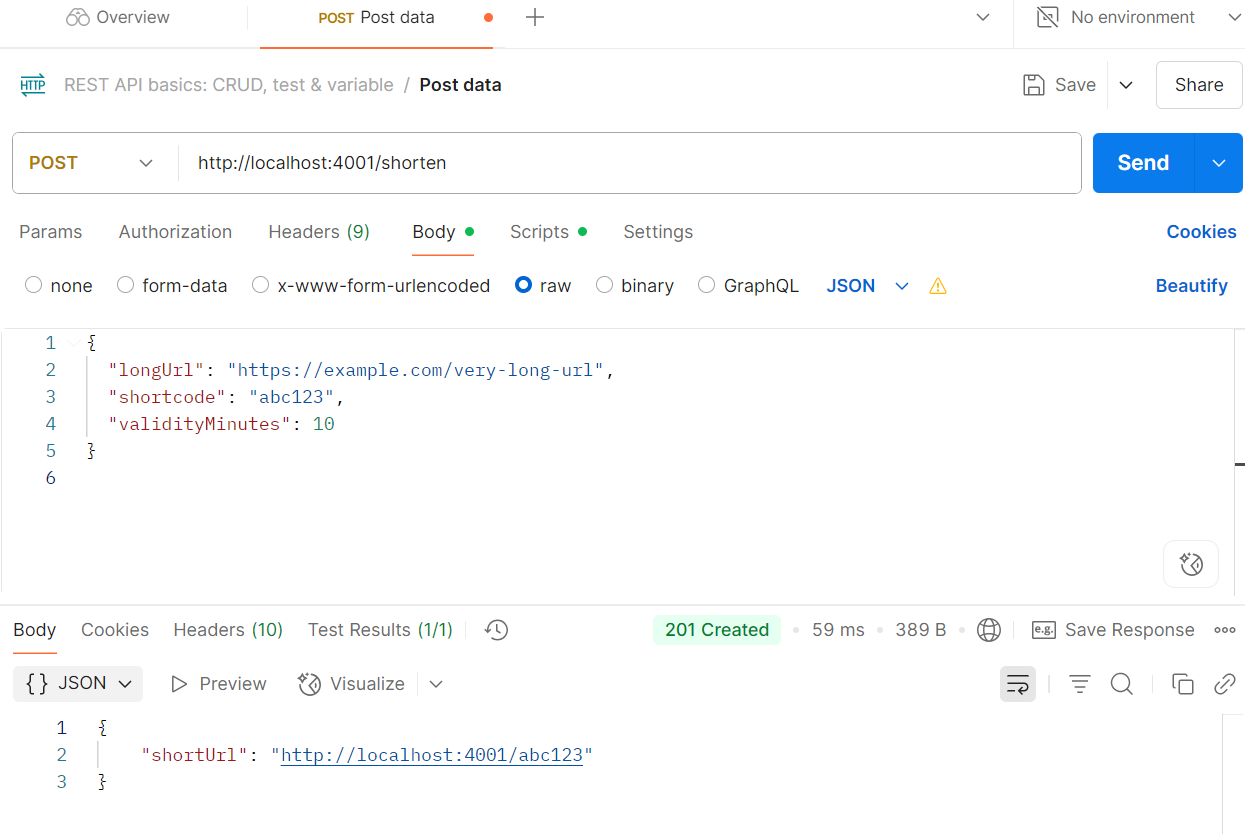 Overview POST Post data No environment
HTTP REST API basics: CRUD, test & variable / Post data Save Share
POST http://localhost:4001/shorten Send
Params Authorization Headers (9) Body Scripts Settings Cookies
none form-data x-www-form-urlencoded raw binary GraphQL JSON Beautify
1 {
2 "longUrl": "https://example.com/very-long-url",
3 "shortcode": "abc123",
4 "validityMinutes": 10
5 }
6
Body Cookies Headers (10) Test Results (1/1) 201 Created 59 ms 389 B e.g. Save Response
{} JSON Preview Visualize
1 {
2 "shortUrl": "http://localhost:4001/abc123"
3 }